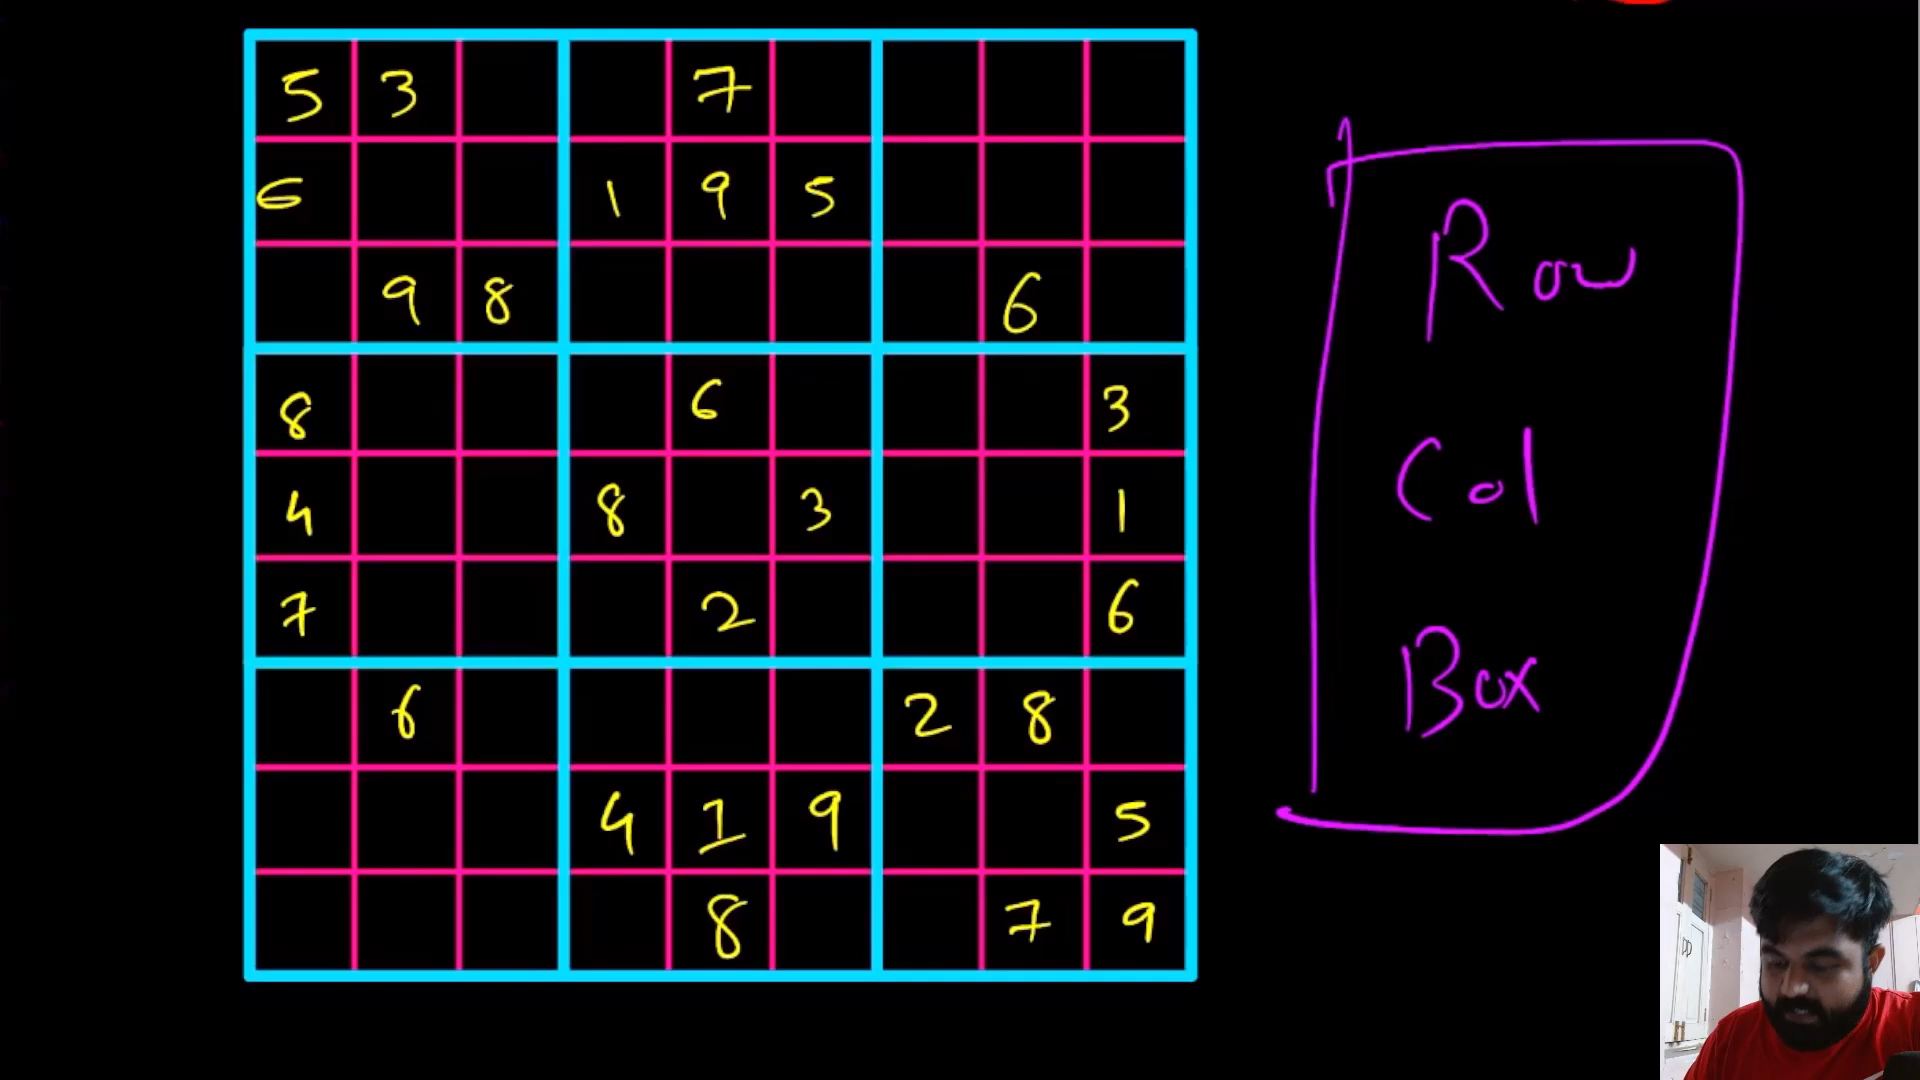 5 3 7
6 1 9 5
9 8 6
8 6 3
4 8 3 1
7 2 6
6 2 8
4 1 9 5
8 7 9
Row
Col
Box